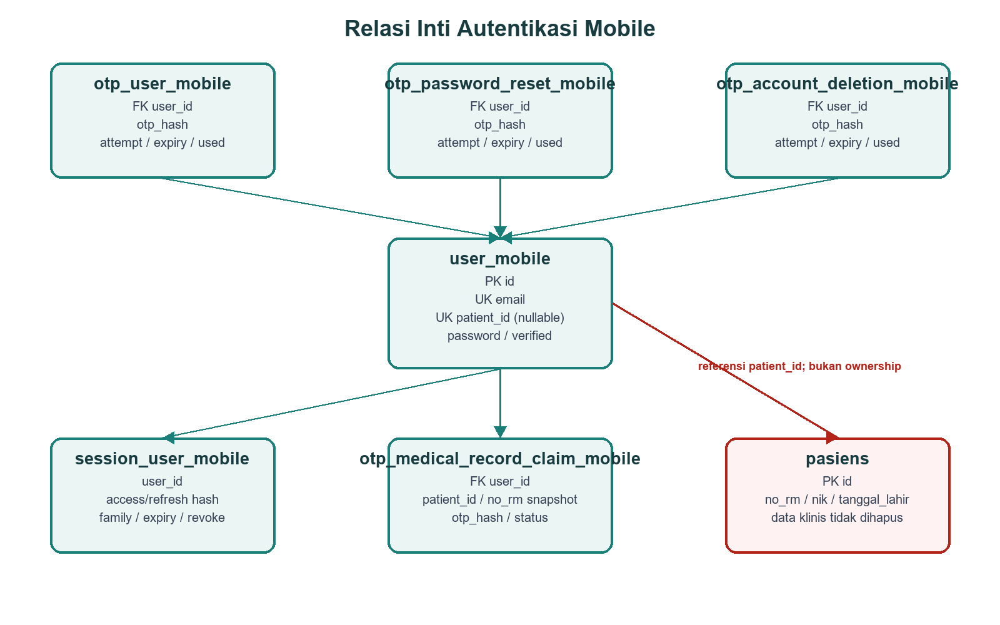 Relasi Inti Autentikasi Mobile
otp_user_mobile
FK user_id
otp_hash
attempt / expiry / used
otp_password_reset_mobile
FK user_id
otp_hash
attempt / expiry / used
otp_account_deletion_mobile
FK user_id
otp_hash
attempt / expiry / used
user_mobile
PK id
UK email
UK patient_id (nullable)
password / verified
referensi patient_id; bukan ownership
session_user_mobile
user_id
access/refresh hash
family / expiry / revoke
otp_medical_record_claim_mobile
FK user_id
patient_id / no_rm snapshot
otp_hash / status
pasiens
PK id
no_rm / nik / tanggal_lahir
data klinis tidak dihapus